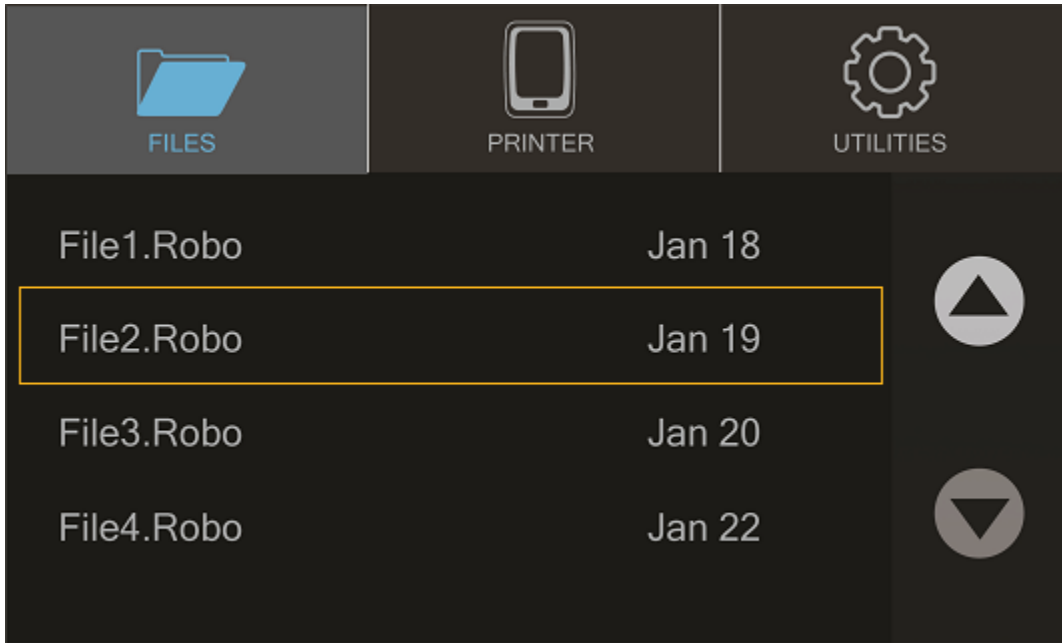 FILES PRINTER UTILITIES
File1.Robo Jan 18
File2.Robo Jan 19
File3.Robo Jan 20
File4.Robo Jan 22